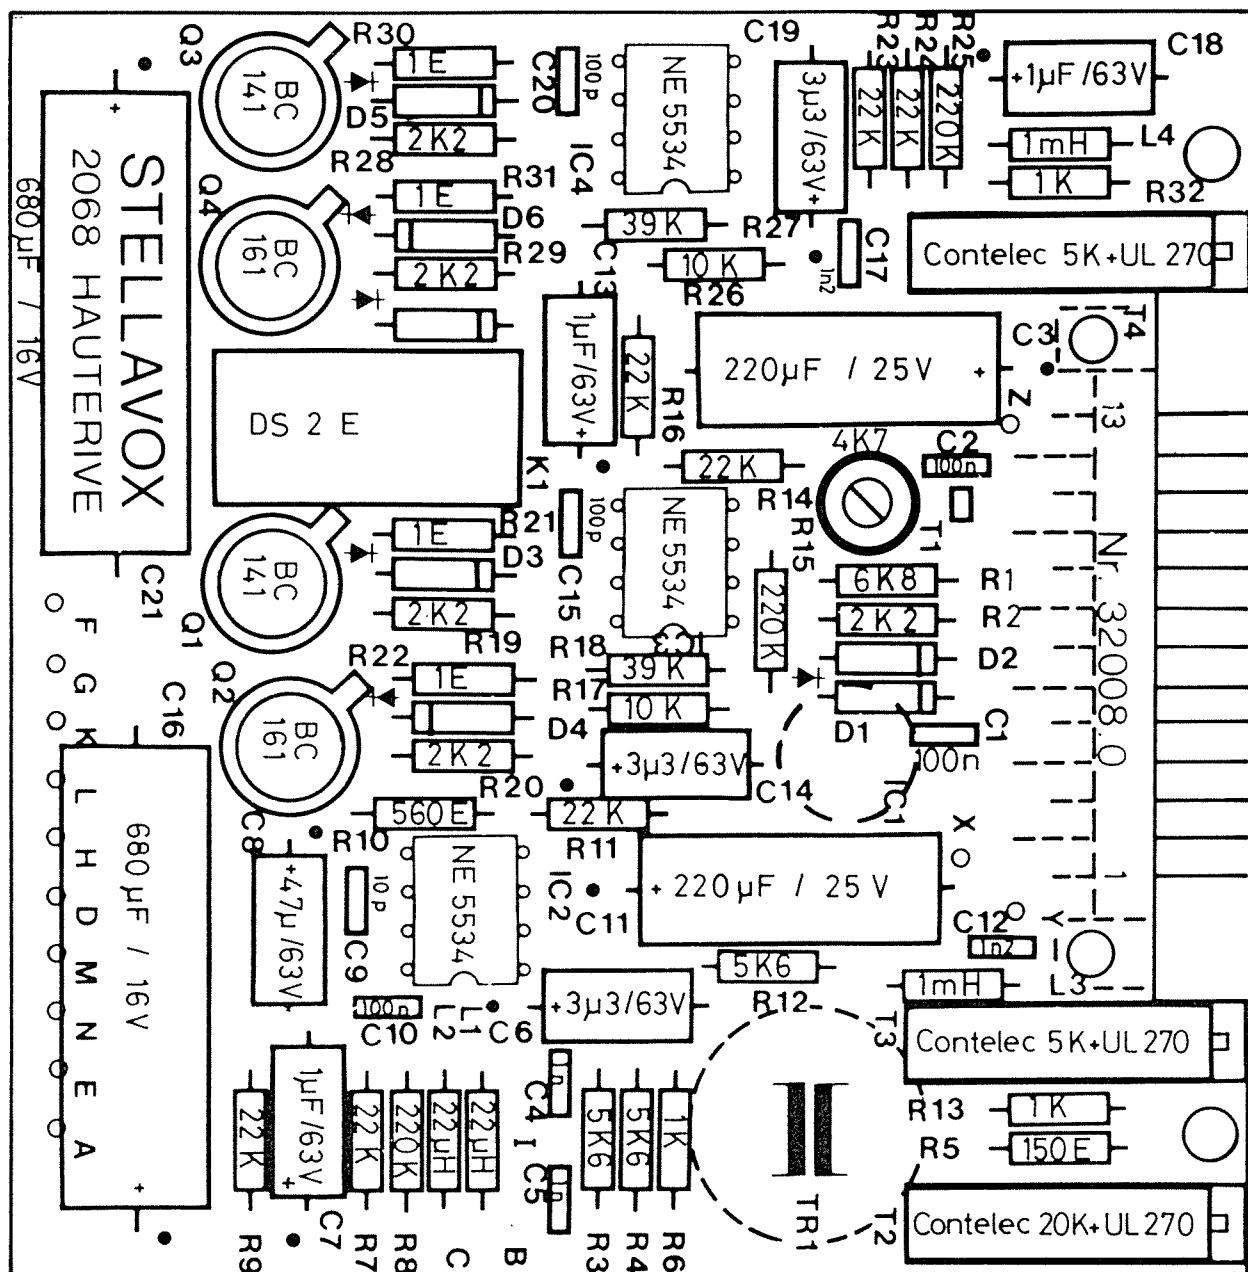 Q3
R30
1E
C20
100p
NE 5534
C19
3µ3/63V
+
R23
R24
R25
22K
22K
220K
C18
+1µF/63V
BC
141
D5
2K2
R28
IC4
1mH
L4
1K
R32
680µF / 16V
+
STELLAVOX
2068 HAUTERIVE
Q4
BC
161
1E
R31
D6
R29
2K2
39K
R27
10K
R26
C17
1n2
Contelec 5K+UL 270
C13
1µF/63V
+
22K
R16
220µF / 25V
+
C3
T4
Z
13
DS 2 E
K1
22K
R14
4K7
C2
100n
R15
T1
C21
Q1
BC
141
1E
R21
D3
2K2
R19
C15
100p
NE 5534
R18
39K
R17
10K
220K
6K8
R1
2K2
R2
D2
D1
C1
100n
IC1
Nr. 32008.0
F
G
K
L
H
D
M
N
E
A
C16
680µF / 16V
+
Q2
BC
161
R22
1E
D4
2K2
R20
+3µ3/63V
C14
560E
R10
22K
R11
X
1
C8
+47µ/63V
10p
C9
NE 5534
IC2
C11
+ 220µF / 25V
Y
C12
1n2
5K6
R12
1mH
L3
100n
C10
L2
L1
C6
+3µ3/63V
T3
Contelec 5K+UL 270
22K
R9
1µF/63V
+
C7
22K
R7
220K
R8
22µH
C
22µH
B
I
C4
1n
C5
1n
5K6
R3
5K6
R4
1K
R6
TR1
R13
1K
R5
150E
T2
Contelec 20K+UL 270